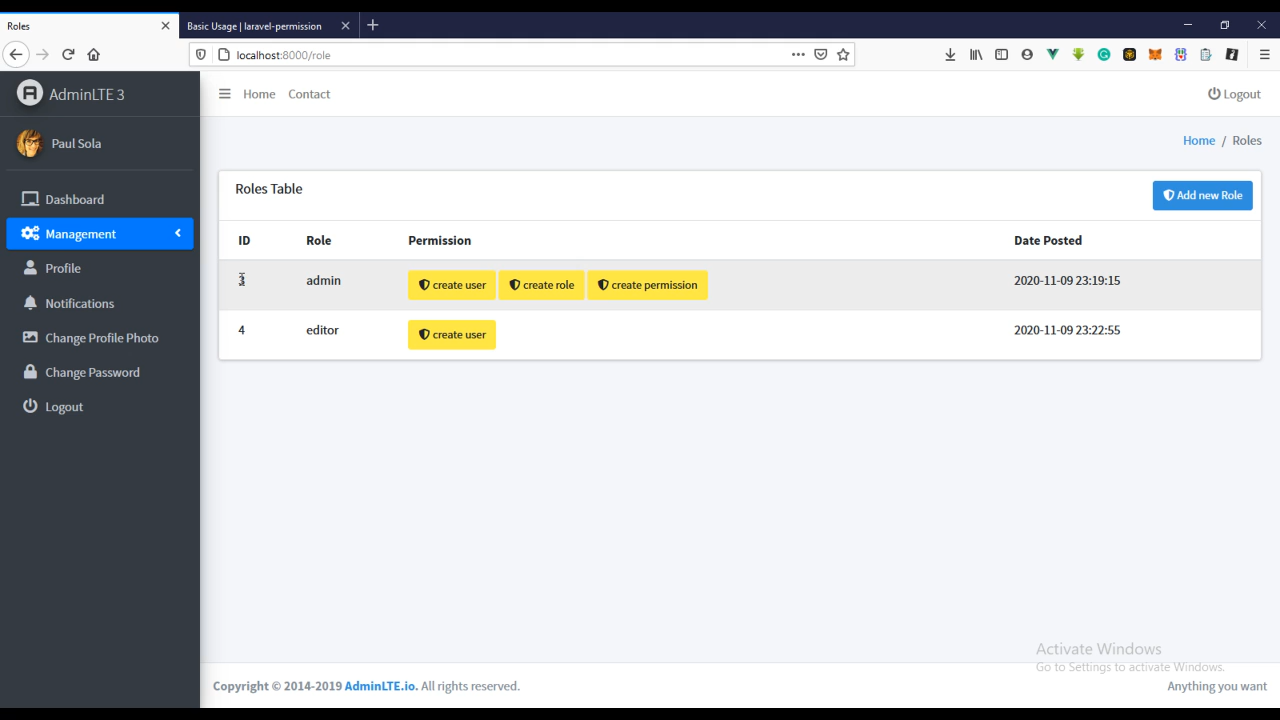 Roles
Basic Usage | laravel-permission
localhost:8000/role
AdminLTE 3
Home
Contact
Logout
Paul Sola
Home / Roles
Dashboard
Management
Profile
Notifications
Change Profile Photo
Change Password
Logout
Roles Table
Add new Role
ID Role Permission Date Posted
3 admin create user create role create permission 2020-11-09 23:19:15
4 editor create user 2020-11-09 23:22:55
Activate Windows
Go to Settings to activate Windows.
Copyright © 2014-2019 AdminLTE.io. All rights reserved.
Anything you want